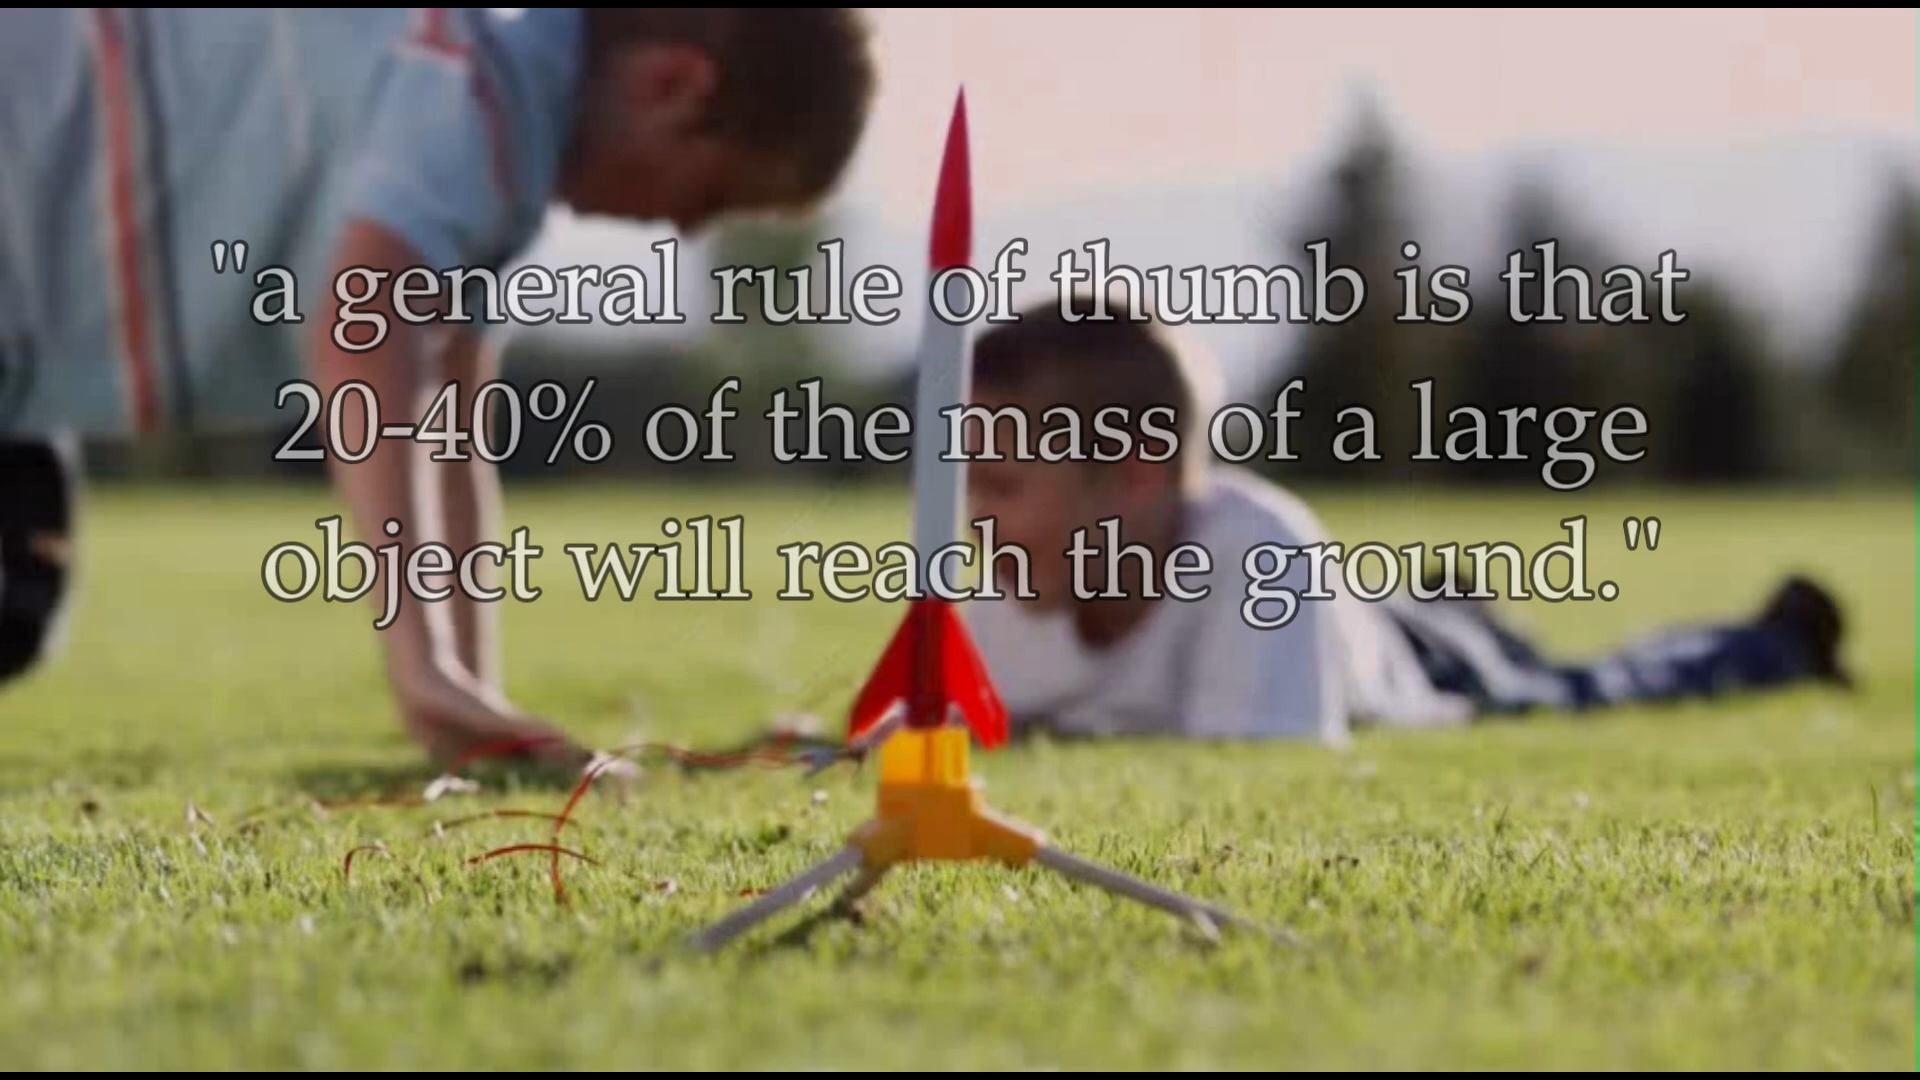 "a general rule of thumb is that
20-40% of the mass of a large
object will reach the ground."